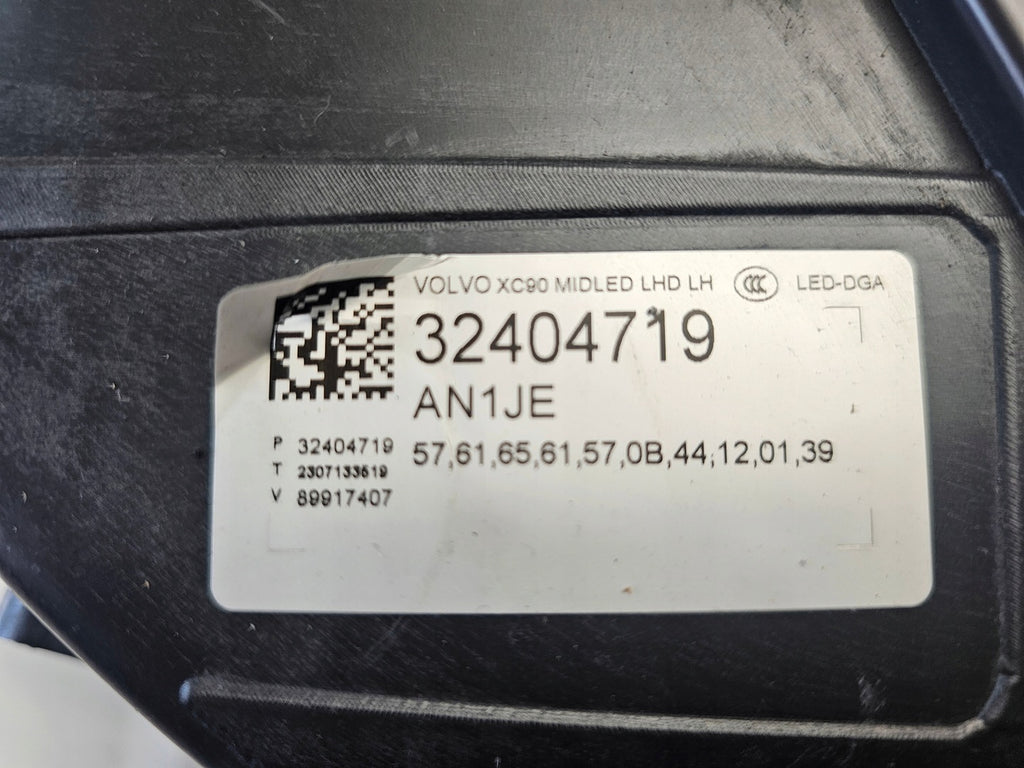 VOLVO XC90 MIDLED LHD LH CCC LED-DGA
32404719
AN1JE
57,61,65,61,57,0B,44;12,01,39
P 32404719
T 2307133619
V 89917407